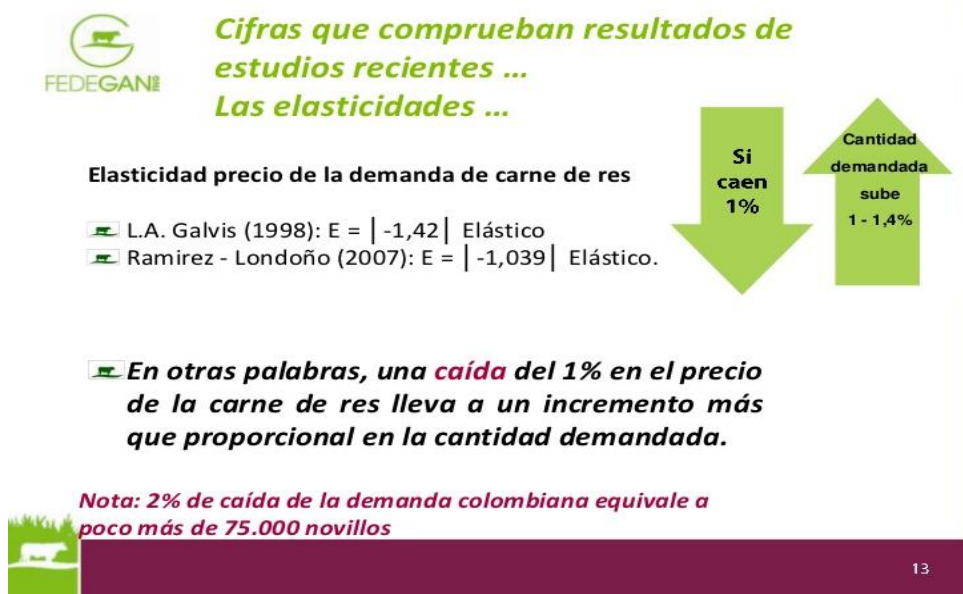 FEDEGAN
Cifras que comprueban resultados de
estudios recientes ...
Las elasticidades ...
Elasticidad precio de la demanda de carne de res
L.A. Galvis (1998): E = │-1,42│ Elástico
Ramirez - Londoño (2007): E = │-1,039│ Elástico.
Si
caen
1%
Cantidad
demandada
sube
1 - 1,4%
En otras palabras, una caída del 1% en el precio
de la carne de res lleva a un incremento más
que proporcional en la cantidad demandada.
Nota: 2% de caída de la demanda colombiana equivale a
poco más de 75.000 novillos
13